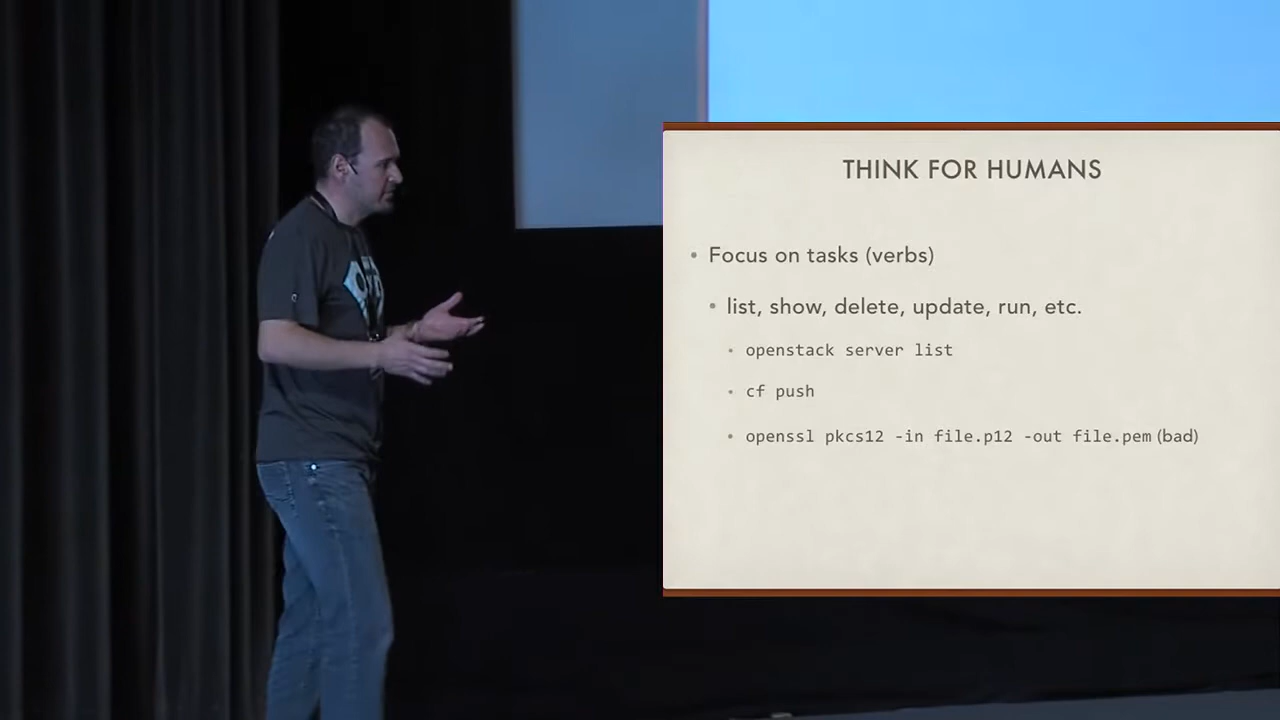 THINK FOR HUMANS
• Focus on tasks (verbs)
• list, show, delete, update, run, etc.
• openstack server list
• cf push
• openssl pkcs12 -in file.p12 -out file.pem (bad)